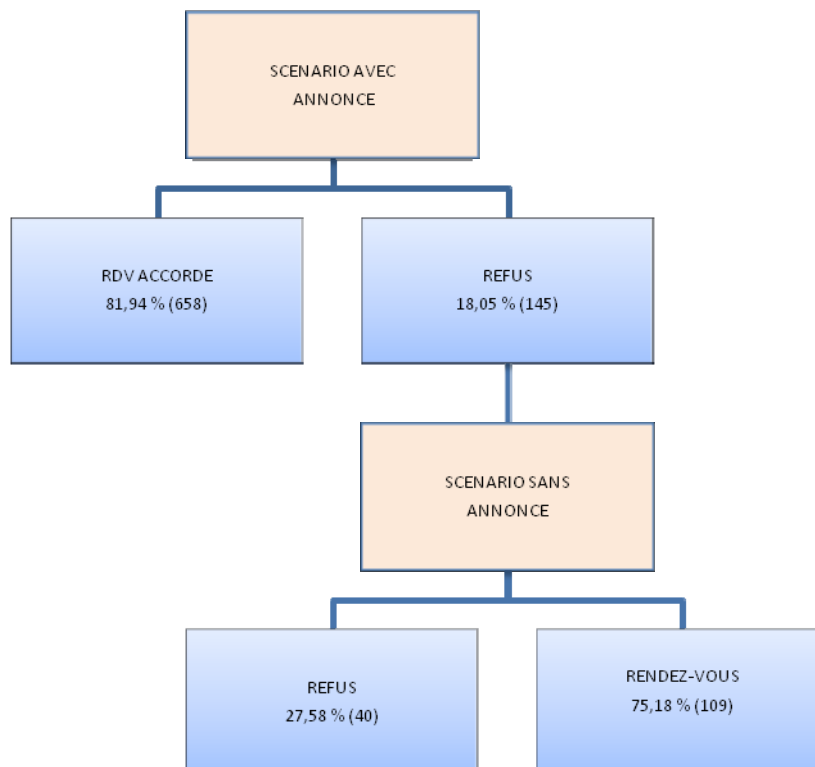 SCENARIO AVEC
ANNONCE
RDV ACCORDE
81,94 % (658)
REFUS
18,05 % (145)
SCENARIO SANS
ANNONCE
REFUS
27,58 % (40)
RENDEZ-VOUS
75,18 % (109)